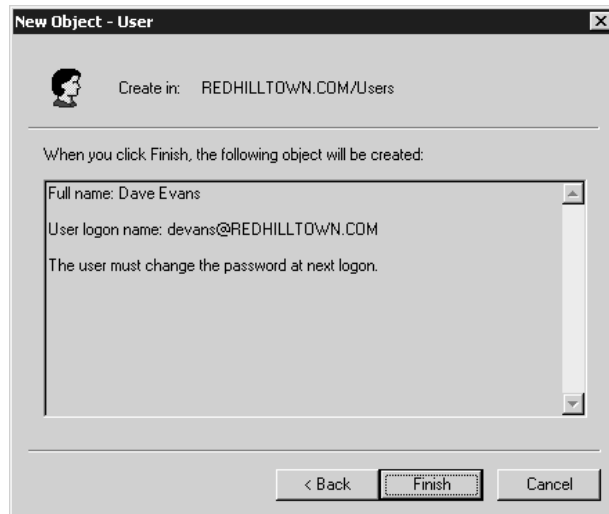 New Object - User
Create in: REDHILLTOWN.COM/Users
When you click Finish, the following object will be created:
Full name: Dave Evans
User logon name: devans@REDHILLTOWN.COM
The user must change the password at next logon.
< Back Finish Cancel